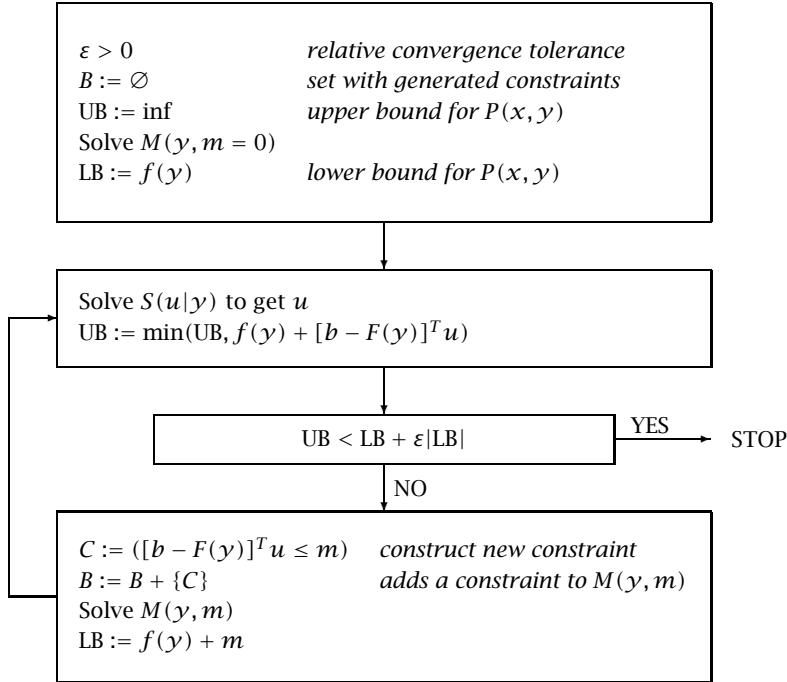 ε > 0 relative convergence tolerance
B := ∅ set with generated constraints
UB := inf upper bound for P(x, y)
Solve M(y, m = 0)
LB := f(y) lower bound for P(x, y)
Solve S(u|y) to get u
UB := min(UB, f(y) + [b − F(y)]ᵀu)
UB < LB + ε|LB|
YES
STOP
NO
C := ([b − F(y)]ᵀu ≤ m) construct new constraint
B := B + {C} adds a constraint to M(y, m)
Solve M(y, m)
LB := f(y) + m